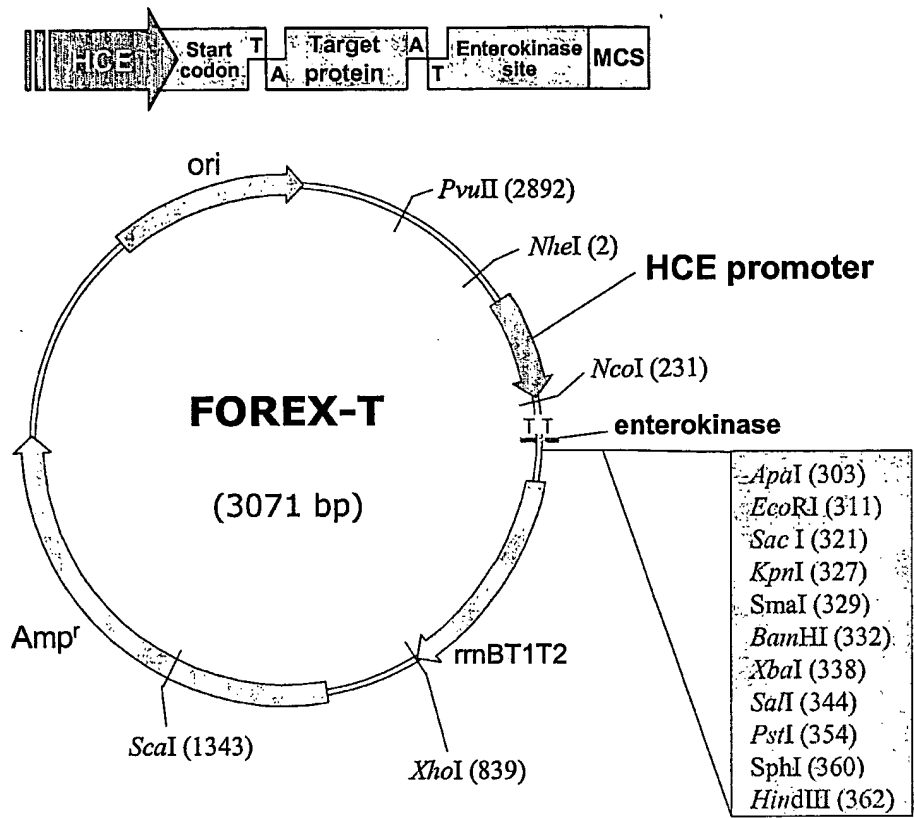 HCE
Start codon
T
A
Target protein
A
T
Enterokinase site
MCS
ori
PvuII (2892)
NheI (2)
HCE promoter
NcoI (231)
T T
enterokinase
FOREX-T
(3071 bp)
ApaI (303)
EcoRI (311)
Sac I (321)
KpnI (327)
SmaI (329)
BamHI (332)
XbaI (338)
SalI (344)
PstI (354)
SphI (360)
HindIII (362)
Ampr
rrnBT1T2
ScaI (1343)
XhoI (839)